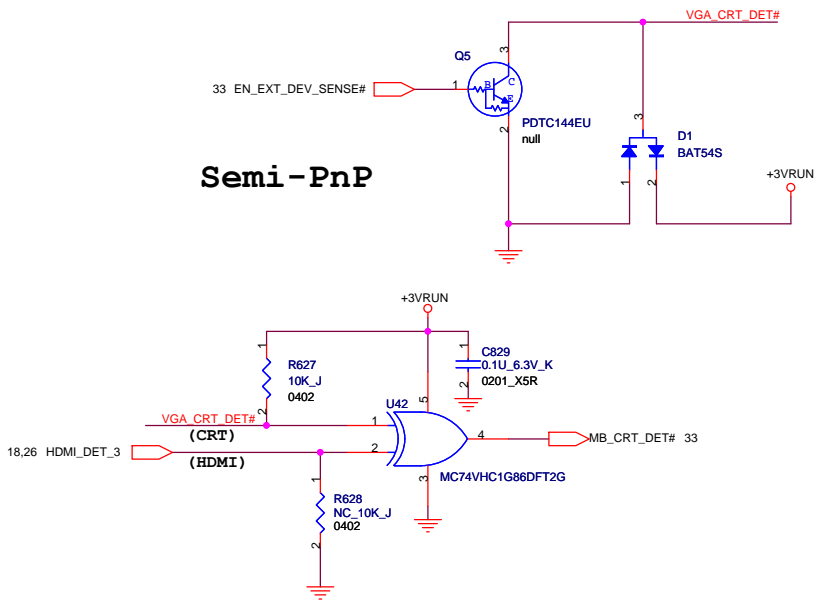 VGA_CRT_DET#
Q5
3
33 EN_EXT_DEV_SENSE#
1
B
C
E
2
PDTC144EU
null
3
D1
BAT54S
Semi-PnP
1
2
+3VRUN
+3VRUN
1
R627
10K_J
0402
2
1
C829
0.1U_6.3V_K
0201_X5R
2
U42
5
VGA_CRT_DET#
(CRT)
1
18,26 HDMI_DET_3
(HDMI)
2
4
MB_CRT_DET# 33
3
MC74VHC1G86DFT2G
1
R628
NC_10K_J
0402
2